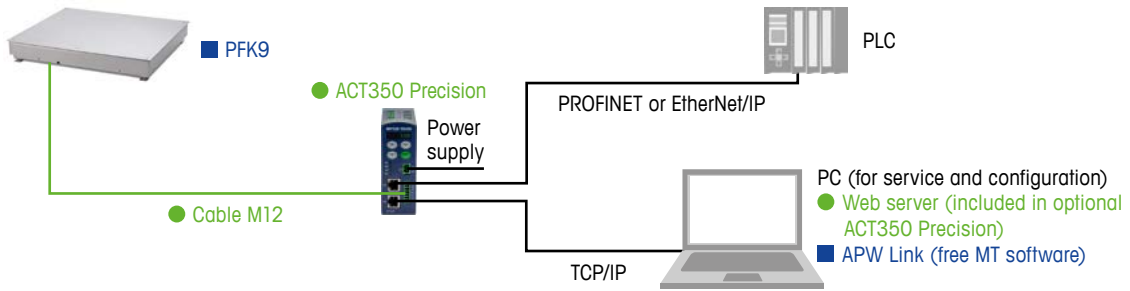 PFK9
PLC
ACT350 Precision
PROFINET or EtherNet/IP
Power
supply
Cable M12
PC (for service and configuration)
Web server (included in optional
ACT350 Precision)
APW Link (free MT software)
TCP/IP